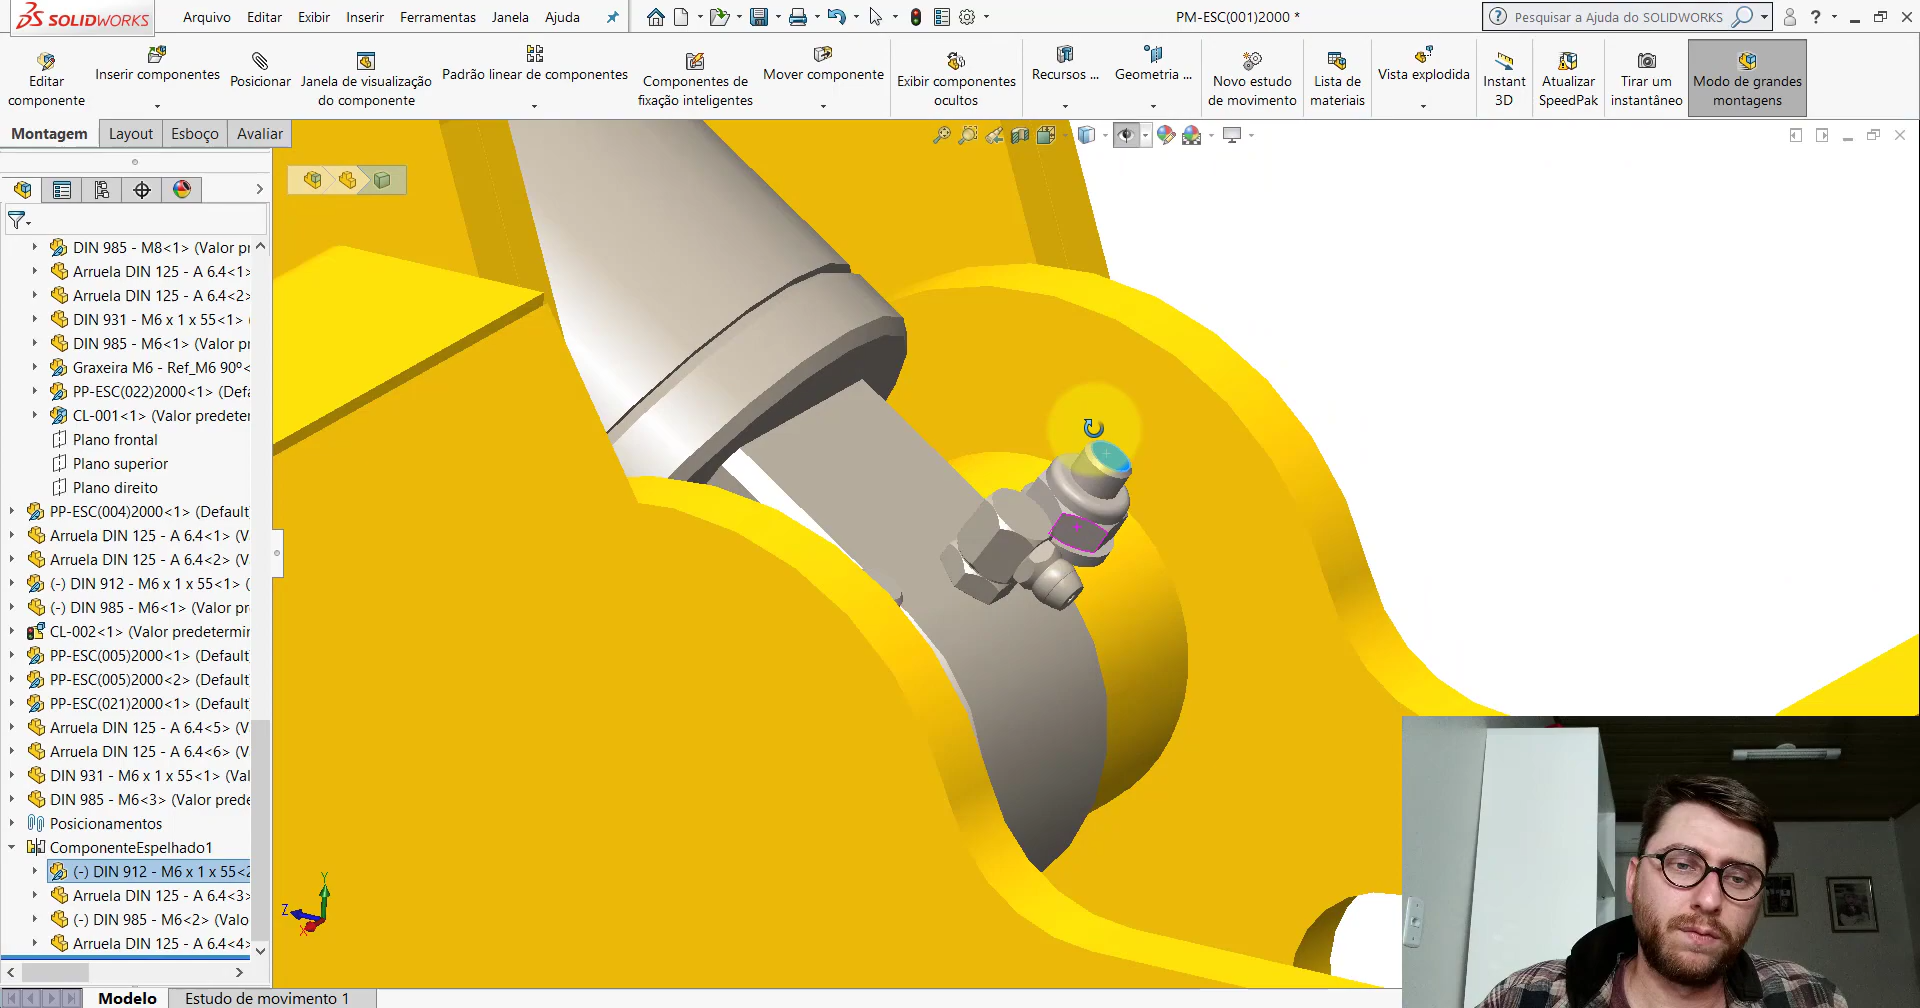 SOLIDWORKS
Arquivo Editar Exibir Inserir Ferramentas Janela Ajuda
PM-ESC(001)2000 *
Pesquisar a Ajuda do SOLIDWORKS
Editar componente
Inserir componentes
Posicionar
Janela de visualização do componente
Padrão linear de componentes
Componentes de fixação inteligentes
Mover componente
Exibir componentes ocultos
Recursos ...
Geometria ...
Novo estudo de movimento
Lista de materiais
Vista explodida
Instant 3D
Atualizar SpeedPak
Tirar um instantâneo
Modo de grandes montagens
Montagem Layout Esboço Avaliar
DIN 985 - M8<1> (Valor pr
Arruela DIN 125 - A 6.4<1>
Arruela DIN 125 - A 6.4<2>
DIN 931 - M6 x 1 x 55<1> (
DIN 985 - M6<1> (Valor pr
Graxeira M6 - Ref_M6 90º<
PP-ESC(022)2000<1> (Defa
CL-001<1> (Valor predeter
Plano frontal
Plano superior
Plano direito
PP-ESC(004)2000<1> (Default
Arruela DIN 125 - A 6.4<1> (V
Arruela DIN 125 - A 6.4<2> (V
(-) DIN 912 - M6 x 1 x 55<1> (
(-) DIN 985 - M6<1> (Valor pr
CL-002<1> (Valor predetermir
PP-ESC(005)2000<1> (Default
PP-ESC(005)2000<2> (Default
PP-ESC(021)2000<1> (Default
Arruela DIN 125 - A 6.4<5> (V
Arruela DIN 125 - A 6.4<6> (V
DIN 931 - M6 x 1 x 55<1> (Val
DIN 985 - M6<3> (Valor prede
Posicionamentos
ComponenteEspelhado1
(-) DIN 912 - M6 x 1 x 55<2
Arruela DIN 125 - A 6.4<3>
(-) DIN 985 - M6<2> (Valo
Arruela DIN 125 - A 6.4<4>
Y
Z
X
Modelo Estudo de movimento 1